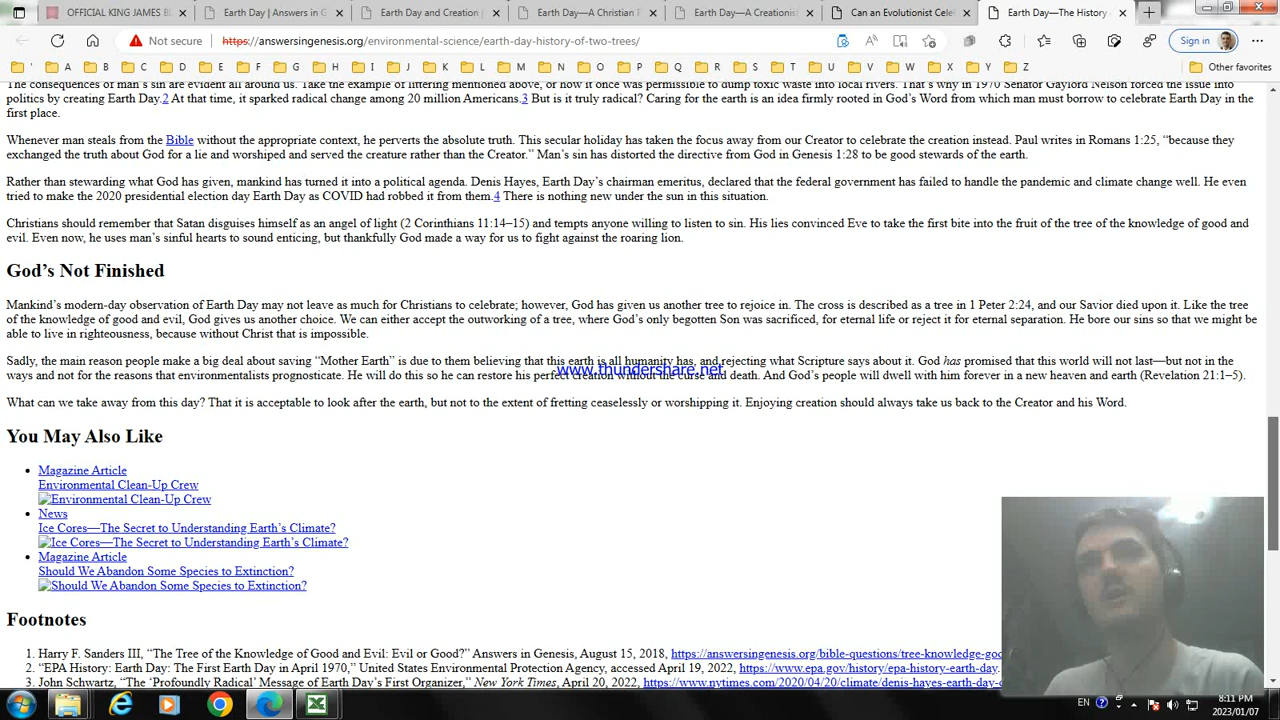 OFFICIAL KING JAMES BI
Earth Day | Answers in G
Earth Day and Creation |
Earth Day—A Christian P
Earth Day—A Creationis
Can an Evolutionist Cele
Earth Day—The History
Not secure
https://answersingenesis.org/environmental-science/earth-day-history-of-two-trees/
Sign in
A B C D E F G H I J K L M N O P Q R S T U V W X Y Z Other favorites
The consequences of man's sin are evident all around us. Take the example of littering mentioned above, or how it once was permissible to dump toxic waste into local rivers. That's why in 1970 Senator Gaylord Nelson forced the issue into
politics by creating Earth Day.2 At that time, it sparked radical change among 20 million Americans.3 But is it truly radical? Caring for the earth is an idea firmly rooted in God's Word from which man must borrow to celebrate Earth Day in the
first place.
Whenever man steals from the Bible without the appropriate context, he perverts the absolute truth. This secular holiday has taken the focus away from our Creator to celebrate the creation instead. Paul writes in Romans 1:25, “because they
exchanged the truth about God for a lie and worshiped and served the creature rather than the Creator.” Man's sin has distorted the directive from God in Genesis 1:28 to be good stewards of the earth.
Rather than stewarding what God has given, mankind has turned it into a political agenda. Denis Hayes, Earth Day's chairman emeritus, declared that the federal government has failed to handle the pandemic and climate change well. He even
tried to make the 2020 presidential election day Earth Day as COVID had robbed it from them.4 There is nothing new under the sun in this situation.
Christians should remember that Satan disguises himself as an angel of light (2 Corinthians 11:14–15) and tempts anyone willing to listen to sin. His lies convinced Eve to take the first bite into the fruit of the tree of the knowledge of good and
evil. Even now, he uses man's sinful hearts to sound enticing, but thankfully God made a way for us to fight against the roaring lion.
God's Not Finished
Mankind's modern-day observation of Earth Day may not leave as much for Christians to celebrate; however, God has given us another tree to rejoice in. The cross is described as a tree in 1 Peter 2:24, and our Savior died upon it. Like the tree
of the knowledge of good and evil, God gives us another choice. We can either accept the outworking of a tree, where God's only begotten Son was sacrificed, for eternal life or reject it for eternal separation. He bore our sins so that we might be
able to live in righteousness, because without Christ that is impossible.
Sadly, the main reason people make a big deal about saving “Mother Earth” is due to them believing that this earth is all humanity has, and rejecting what Scripture says about it. God has promised that this world will not last—but not in the
www.thundershare.net
ways and not for the reasons that environmentalists prognosticate. He will do this so he can restore his perfect creation without the curse and death. And God's people will dwell with him forever in a new heaven and earth (Revelation 21:1–5).
What can we take away from this day? That it is acceptable to look after the earth, but not to the extent of fretting ceaselessly or worshipping it. Enjoying creation should always take us back to the Creator and his Word.
You May Also Like
Magazine Article
Environmental Clean-Up Crew
Environmental Clean-Up Crew
News
Ice Cores—The Secret to Understanding Earth's Climate?
Ice Cores—The Secret to Understanding Earth's Climate?
Magazine Article
Should We Abandon Some Species to Extinction?
Should We Abandon Some Species to Extinction?
Footnotes
1. Harry F. Sanders III, “The Tree of the Knowledge of Good and Evil: Evil or Good?” Answers in Genesis, August 15, 2018, https://answersingenesis.org/bible-questions/tree-knowledge-goo
2. “EPA History: Earth Day: The First Earth Day in April 1970,” United States Environmental Protection Agency, accessed April 19, 2022, https://www.epa.gov/history/epa-history-earth-day.
3. John Schwartz, “The ‘Profoundly Radical’ Message of Earth Day's First Organizer,” New York Times, April 20, 2022, https://www.nytimes.com/2020/04/20/climate/denis-hayes-earth-day-o
EN
8:11 PM
2023/01/07